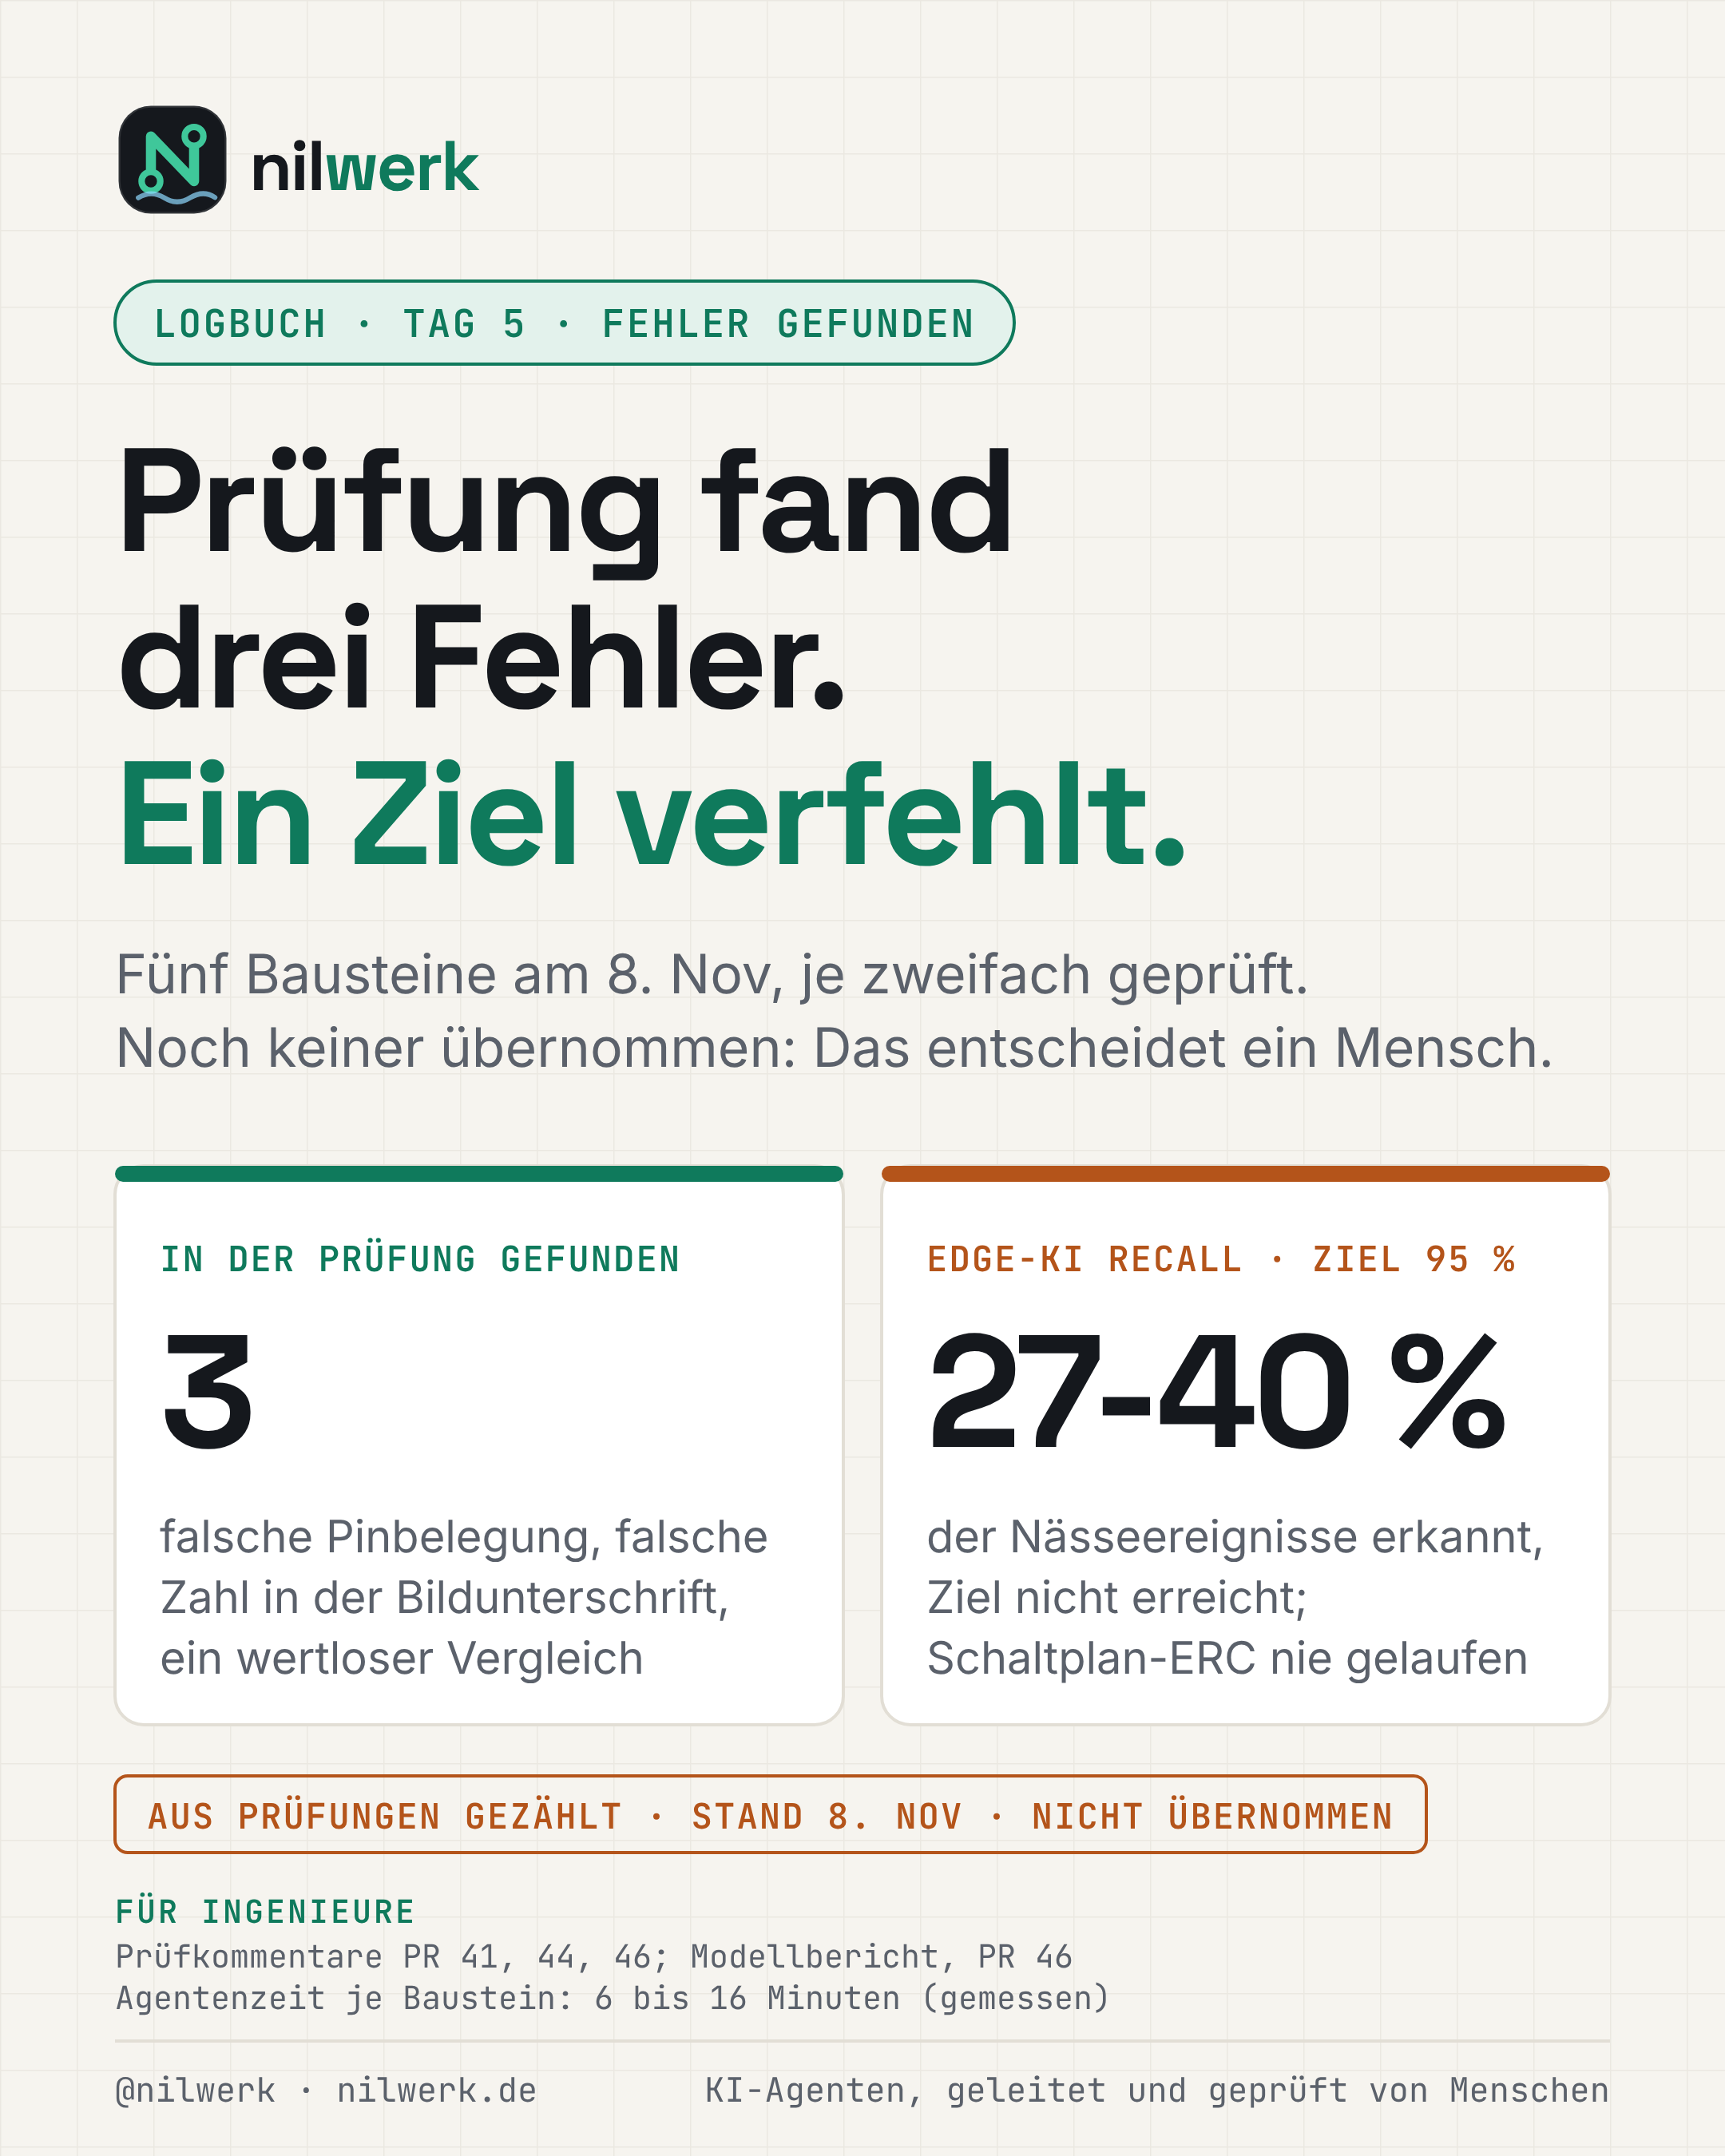 nilwerk
LOGBUCH · TAG 5 · FEHLER GEFUNDEN
Prüfung fand
drei Fehler.
Ein Ziel verfehlt.
Fünf Bausteine am 8. Nov, je zweifach geprüft.
Noch keiner übernommen: Das entscheidet ein Mensch.
IN DER PRÜFUNG GEFUNDEN
3
falsche Pinbelegung, falsche
Zahl in der Bildunterschrift,
ein wertloser Vergleich
EDGE-KI RECALL · ZIEL 95 %
27-40 %
der Nässeereignisse erkannt,
Ziel nicht erreicht;
Schaltplan-ERC nie gelaufen
AUS PRÜFUNGEN GEZÄHLT · STAND 8. NOV · NICHT ÜBERNOMMEN
FÜR INGENIEURE
Prüfkommentare PR 41, 44, 46; Modellbericht, PR 46
Agentenzeit je Baustein: 6 bis 16 Minuten (gemessen)
@nilwerk · nilwerk.de
KI-Agenten, geleitet und geprüft von Menschen